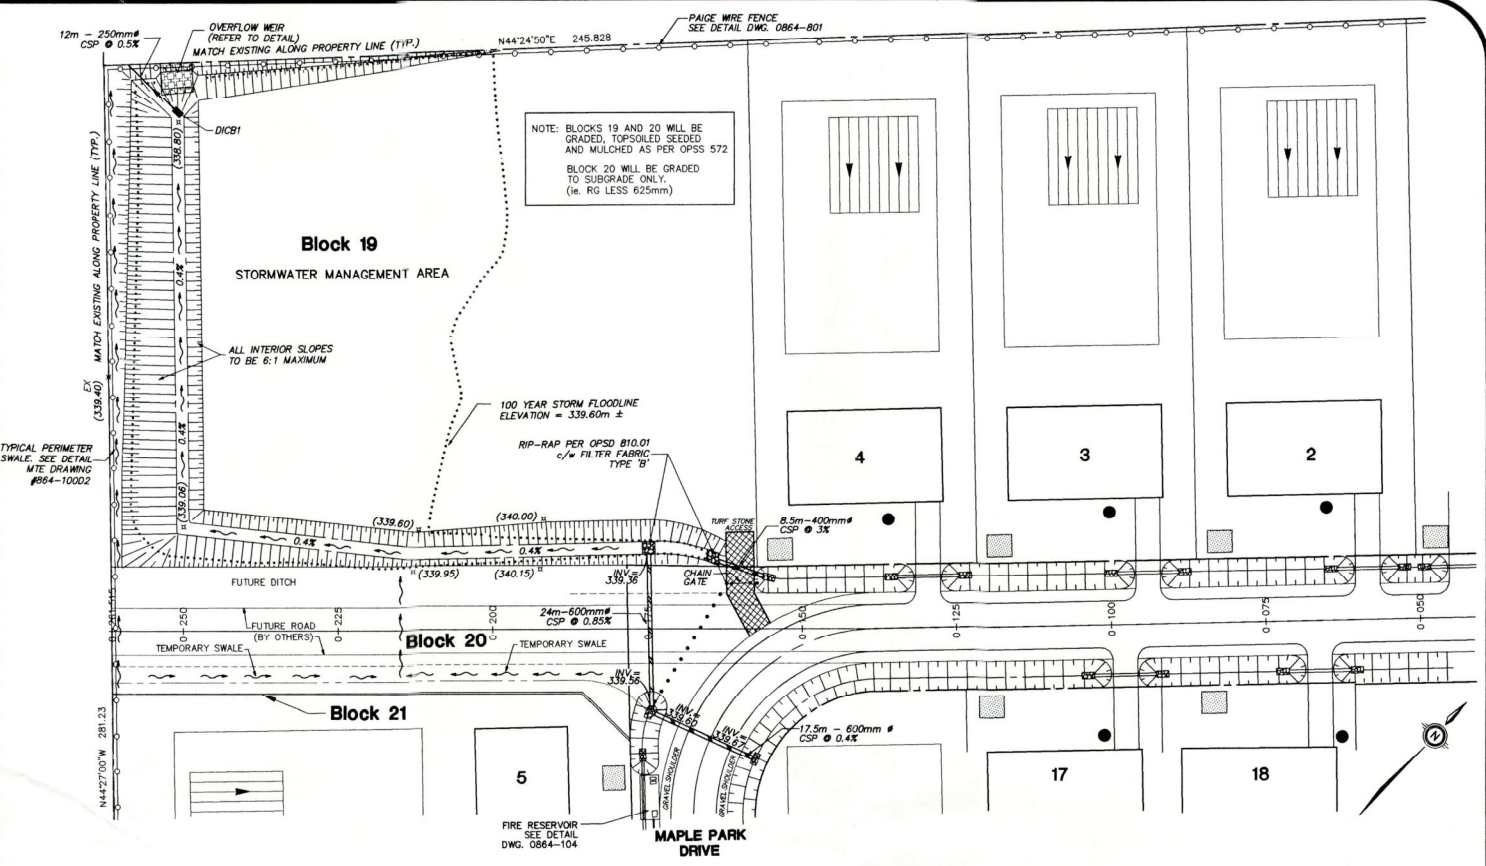 PAIGE WIRE FENCE
SEE DETAIL DWG. 0864-801
12m - 250mmø
CSP @ 0.5%
OVERFLOW WEIR
(REFER TO DETAIL)
MATCH EXISTING ALONG PROPERTY LINE (TYP.)
N44°24'50"E 245.828
DICB1
(338.80)
NOTE: BLOCKS 19 AND 20 WILL BE
GRADED, TOPSOILED SEEDED
AND MULCHED AS PER OPSS 572
BLOCK 20 WILL BE GRADED
TO SUBGRADE ONLY.
(ie. RG LESS 625mm)
MATCH EXISTING ALONG PROPERTY LINE (TYP.)
Block 19
STORMWATER MANAGEMENT AREA
0.4%
ALL INTERIOR SLOPES
TO BE 6:1 MAXIMUM
EX
(339.40)
100 YEAR STORM FLOODLINE
ELEVATION = 339.60m ±
0.4%
TYPICAL PERIMETER
SWALE. SEE DETAIL
MTE DRAWING
#864-100D2
RIP-RAP PER OPSD 810.01
c/w FILTER FABRIC
TYPE 'B'
4
3
2
(339.06)
(339.60)
(340.00)
TURF STONE
ACCESS
8.5m-400mmø
CSP @ 3%
0.4%
0.4%
(339.95)
(340.15)
INV.=
339.36
CHAIN
GATE
FUTURE DITCH
24m-600mmø
CSP @ 0.85%
0-250
0-225
0-200
0-150
0-125
0-100
0-075
0-050
FUTURE ROAD
(BY OTHERS)
Block 20
TEMPORARY SWALE
TEMPORARY SWALE
INV.=
339.56
Block 21
INV.=
339.60
INV.=
339.67
17.5m - 600mm ø
CSP @ 0.4%
N44°27'00"W 281.23
5
17
18
GRAVEL SHOULDER
GRAVEL SHOULDER
FIRE RESERVOIR
SEE DETAIL
DWG. 0864-104
MAPLE PARK
DRIVE
N